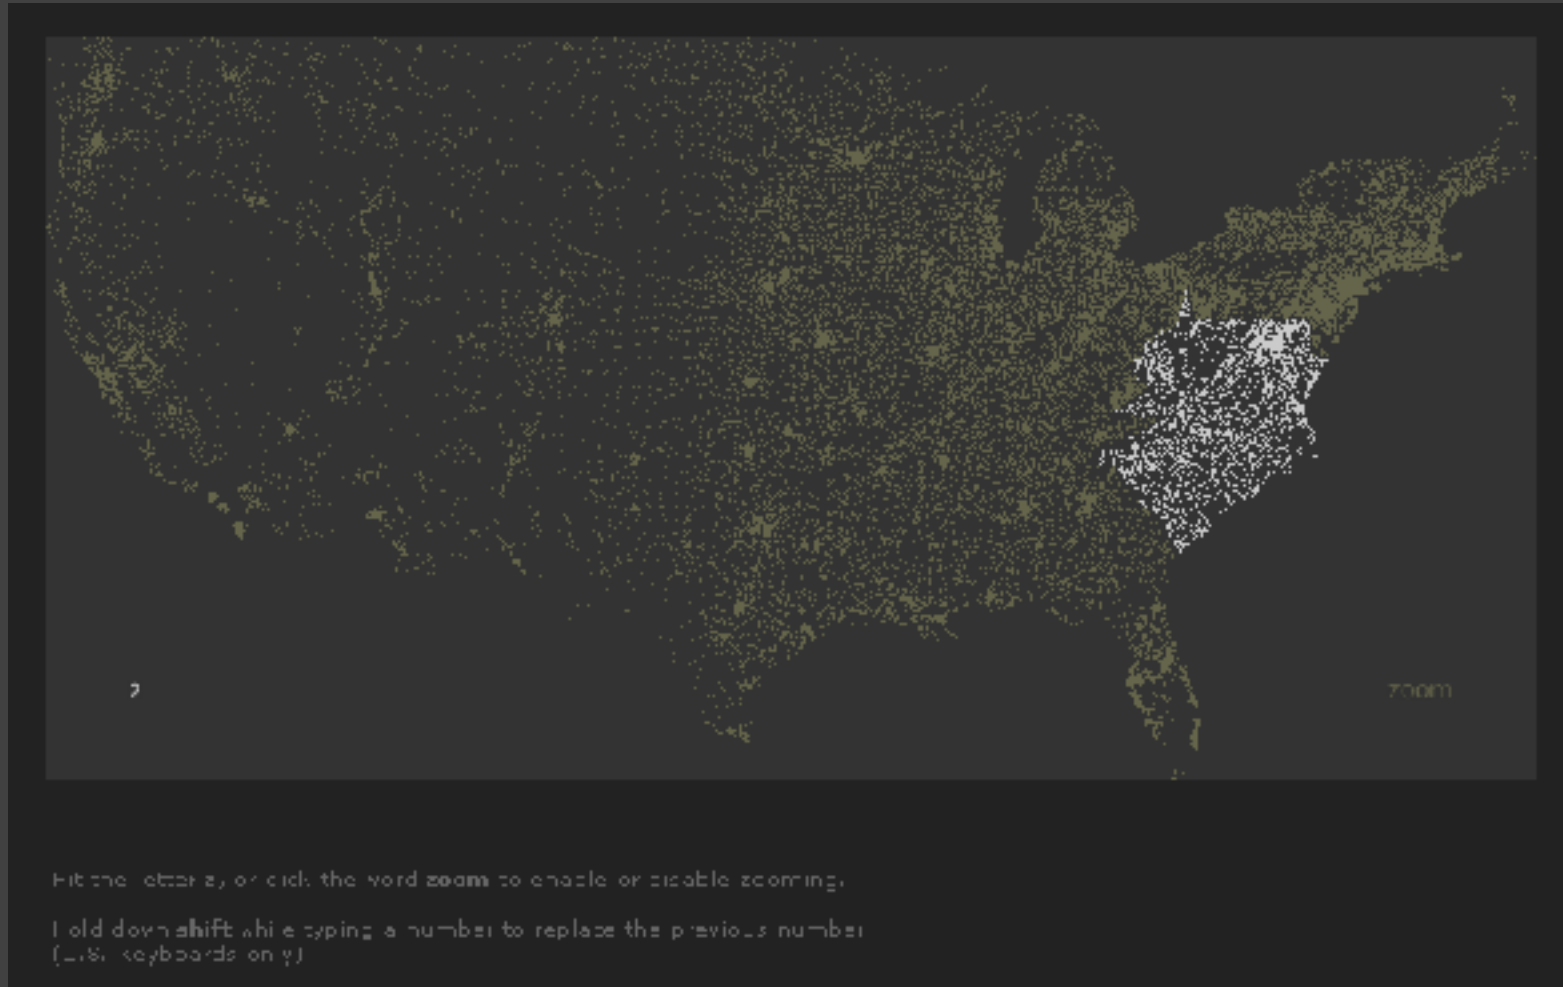 2
zoom
Hit the letter z, or click the word zoom to enable or disable zooming.
Hold down shift while typing a number to replace the previous number
(U.S. keyboards only)